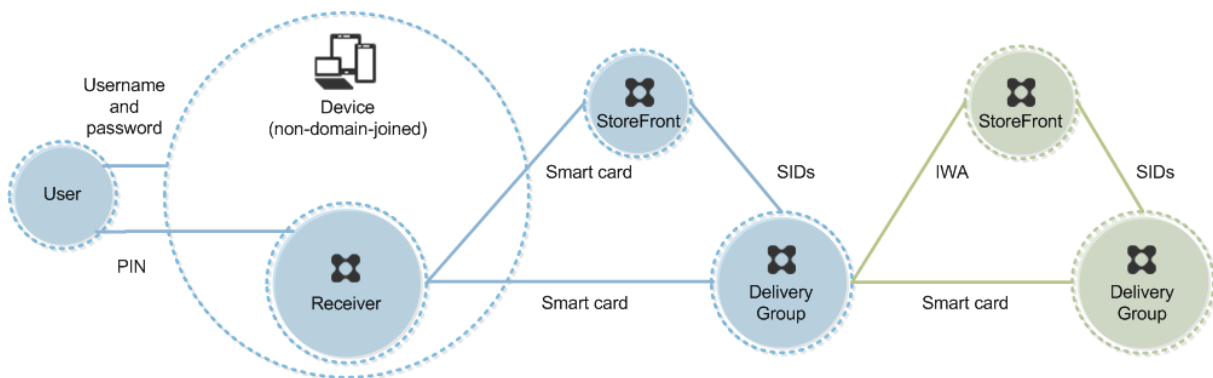 Username
and
password
Device
(non-domain-joined)
User
PIN
Receiver
StoreFront
Smart card
SIDs
Smart card
Delivery
Group
StoreFront
IWA
SIDs
Smart card
Delivery
Group